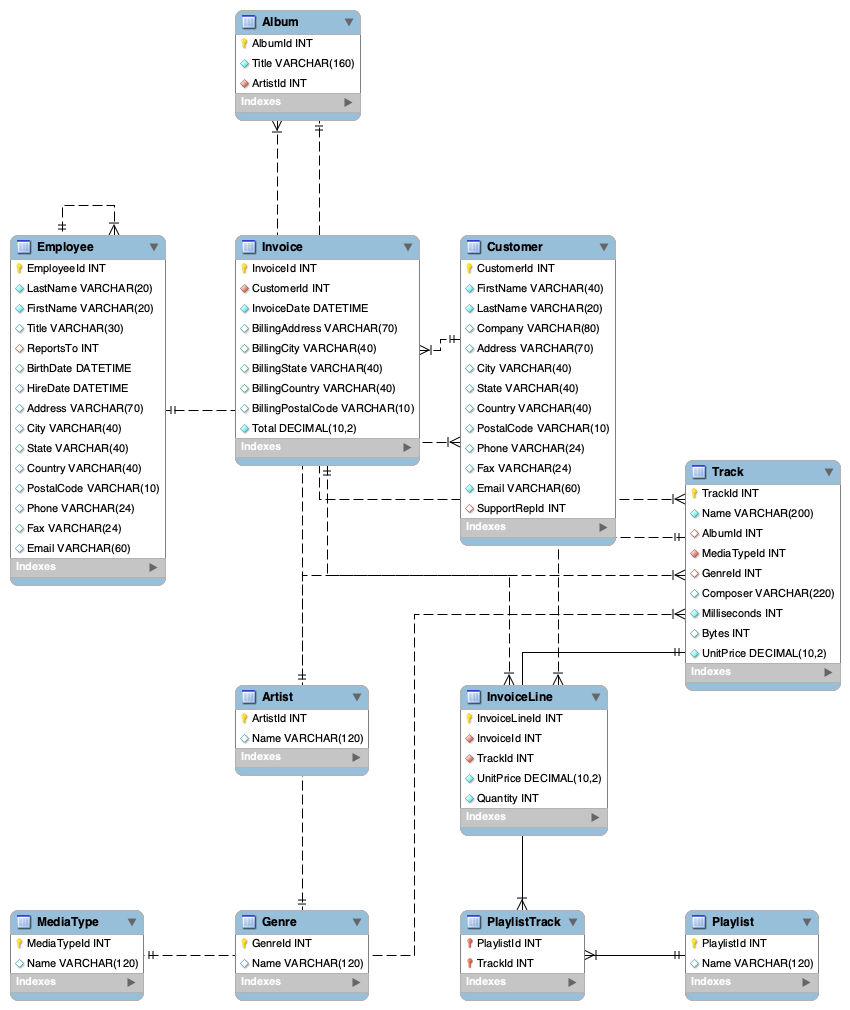 Album
AlbumId INT
Title VARCHAR(160)
ArtistId INT
Indexes
Employee
EmployeeId INT
LastName VARCHAR(20)
FirstName VARCHAR(20)
Title VARCHAR(30)
ReportsTo INT
BirthDate DATETIME
HireDate DATETIME
Address VARCHAR(70)
City VARCHAR(40)
State VARCHAR(40)
Country VARCHAR(40)
PostalCode VARCHAR(10)
Phone VARCHAR(24)
Fax VARCHAR(24)
Email VARCHAR(60)
Indexes
Invoice
InvoiceId INT
CustomerId INT
InvoiceDate DATETIME
BillingAddress VARCHAR(70)
BillingCity VARCHAR(40)
BillingState VARCHAR(40)
BillingCountry VARCHAR(40)
BillingPostalCode VARCHAR(10)
Total DECIMAL(10,2)
Indexes
Customer
CustomerId INT
FirstName VARCHAR(40)
LastName VARCHAR(20)
Company VARCHAR(80)
Address VARCHAR(70)
City VARCHAR(40)
State VARCHAR(40)
Country VARCHAR(40)
PostalCode VARCHAR(10)
Phone VARCHAR(24)
Fax VARCHAR(24)
Email VARCHAR(60)
SupportRepId INT
Indexes
Track
TrackId INT
Name VARCHAR(200)
AlbumId INT
MediaTypeId INT
GenreId INT
Composer VARCHAR(220)
Milliseconds INT
Bytes INT
UnitPrice DECIMAL(10,2)
Indexes
Artist
ArtistId INT
Name VARCHAR(120)
Indexes
InvoiceLine
InvoiceLineId INT
InvoiceId INT
TrackId INT
UnitPrice DECIMAL(10,2)
Quantity INT
Indexes
MediaType
MediaTypeId INT
Name VARCHAR(120)
Indexes
Genre
GenreId INT
Name VARCHAR(120)
Indexes
PlaylistTrack
PlaylistId INT
TrackId INT
Indexes
Playlist
PlaylistId INT
Name VARCHAR(120)
Indexes